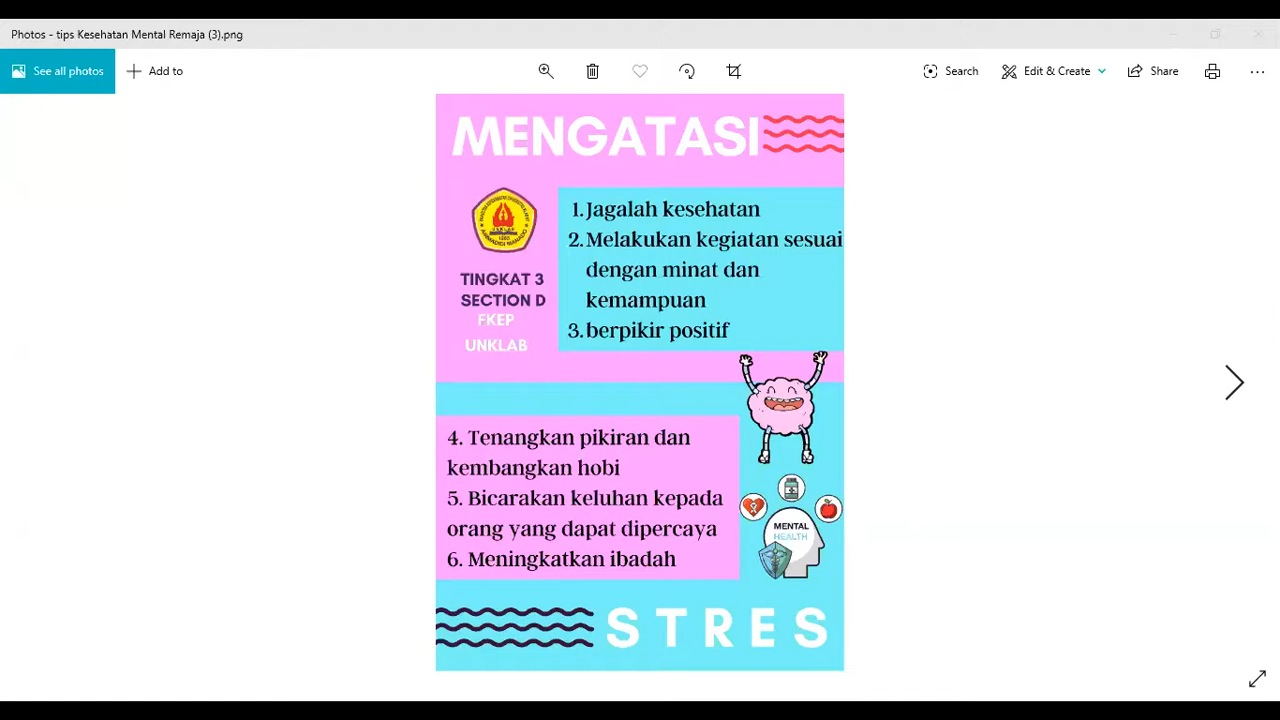 Photos - tips Kesehatan Mental Remaja (3).png
See all photos
Add to
Search
Edit & Create
Share
MENGATASI
TINGKAT 3
SECTION D
FKEP
UNKLAB
1. Jagalah kesehatan
2. Melakukan kegiatan sesuai
dengan minat dan
kemampuan
3. berpikir positif
4. Tenangkan pikiran dan
kembangkan hobi
5. Bicarakan keluhan kepada
orang yang dapat dipercaya
6. Meningkatkan ibadah
MENTAL
HEALTH
STRES